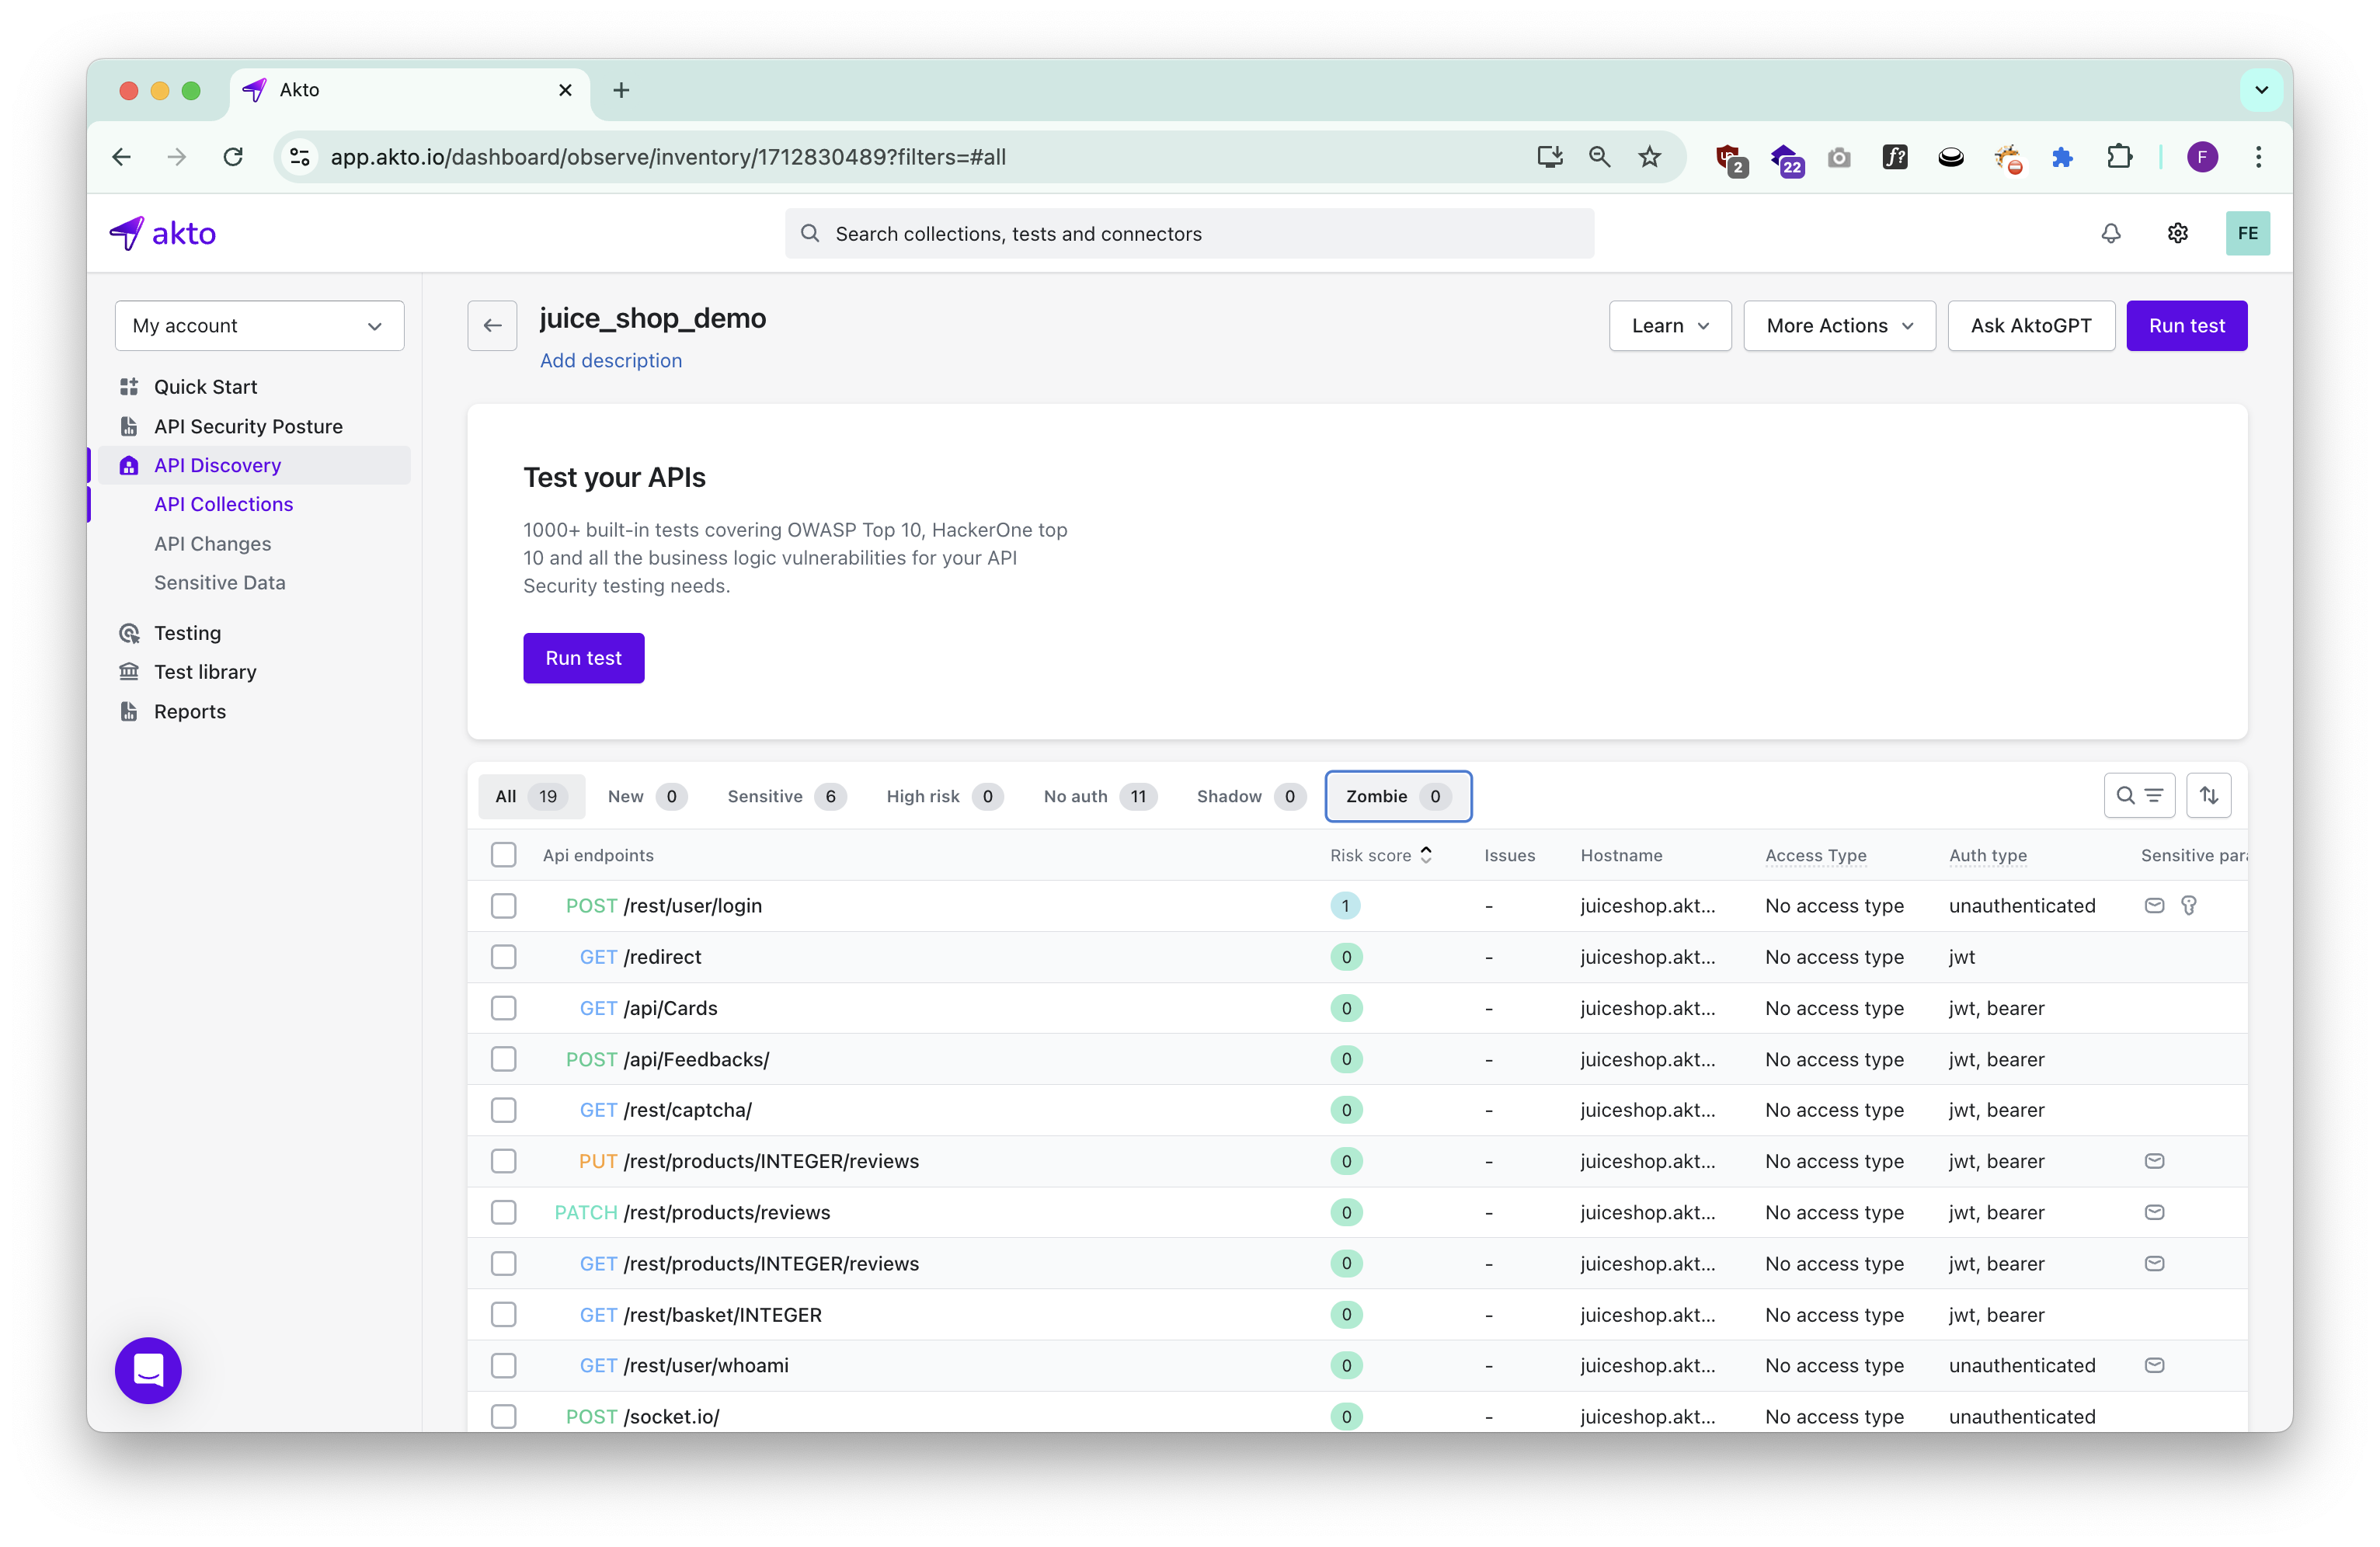 Akto
app.akto.io/dashboard/observe/inventory/1712830489?filters=#all
2
22
f?
F
akto
Search collections, tests and connectors
FE
My account
Quick Start
API Security Posture
API Discovery
API Collections
API Changes
Sensitive Data
Testing
Test library
Reports
juice_shop_demo
Add description
Learn
More Actions
Ask AktoGPT
Run test
Test your APIs
1000+ built-in tests covering OWASP Top 10, HackerOne top
10 and all the business logic vulnerabilities for your API
Security testing needs.
Run test
All 19 New 0 Sensitive 6 High risk 0 No auth 11 Shadow 0 Zombie 0
Api endpoints Risk score Issues Hostname Access Type Auth type Sensitive par
POST /rest/user/login 1 - juiceshop.akt... No access type unauthenticated
GET /redirect 0 - juiceshop.akt... No access type jwt
GET /api/Cards 0 - juiceshop.akt... No access type jwt, bearer
POST /api/Feedbacks/ 0 - juiceshop.akt... No access type jwt, bearer
GET /rest/captcha/ 0 - juiceshop.akt... No access type jwt, bearer
PUT /rest/products/INTEGER/reviews 0 - juiceshop.akt... No access type jwt, bearer
PATCH /rest/products/reviews 0 - juiceshop.akt... No access type jwt, bearer
GET /rest/products/INTEGER/reviews 0 - juiceshop.akt... No access type jwt, bearer
GET /rest/basket/INTEGER 0 - juiceshop.akt... No access type jwt, bearer
GET /rest/user/whoami 0 - juiceshop.akt... No access type unauthenticated
POST /socket.io/ 0 - juiceshop.akt... No access type unauthenticated